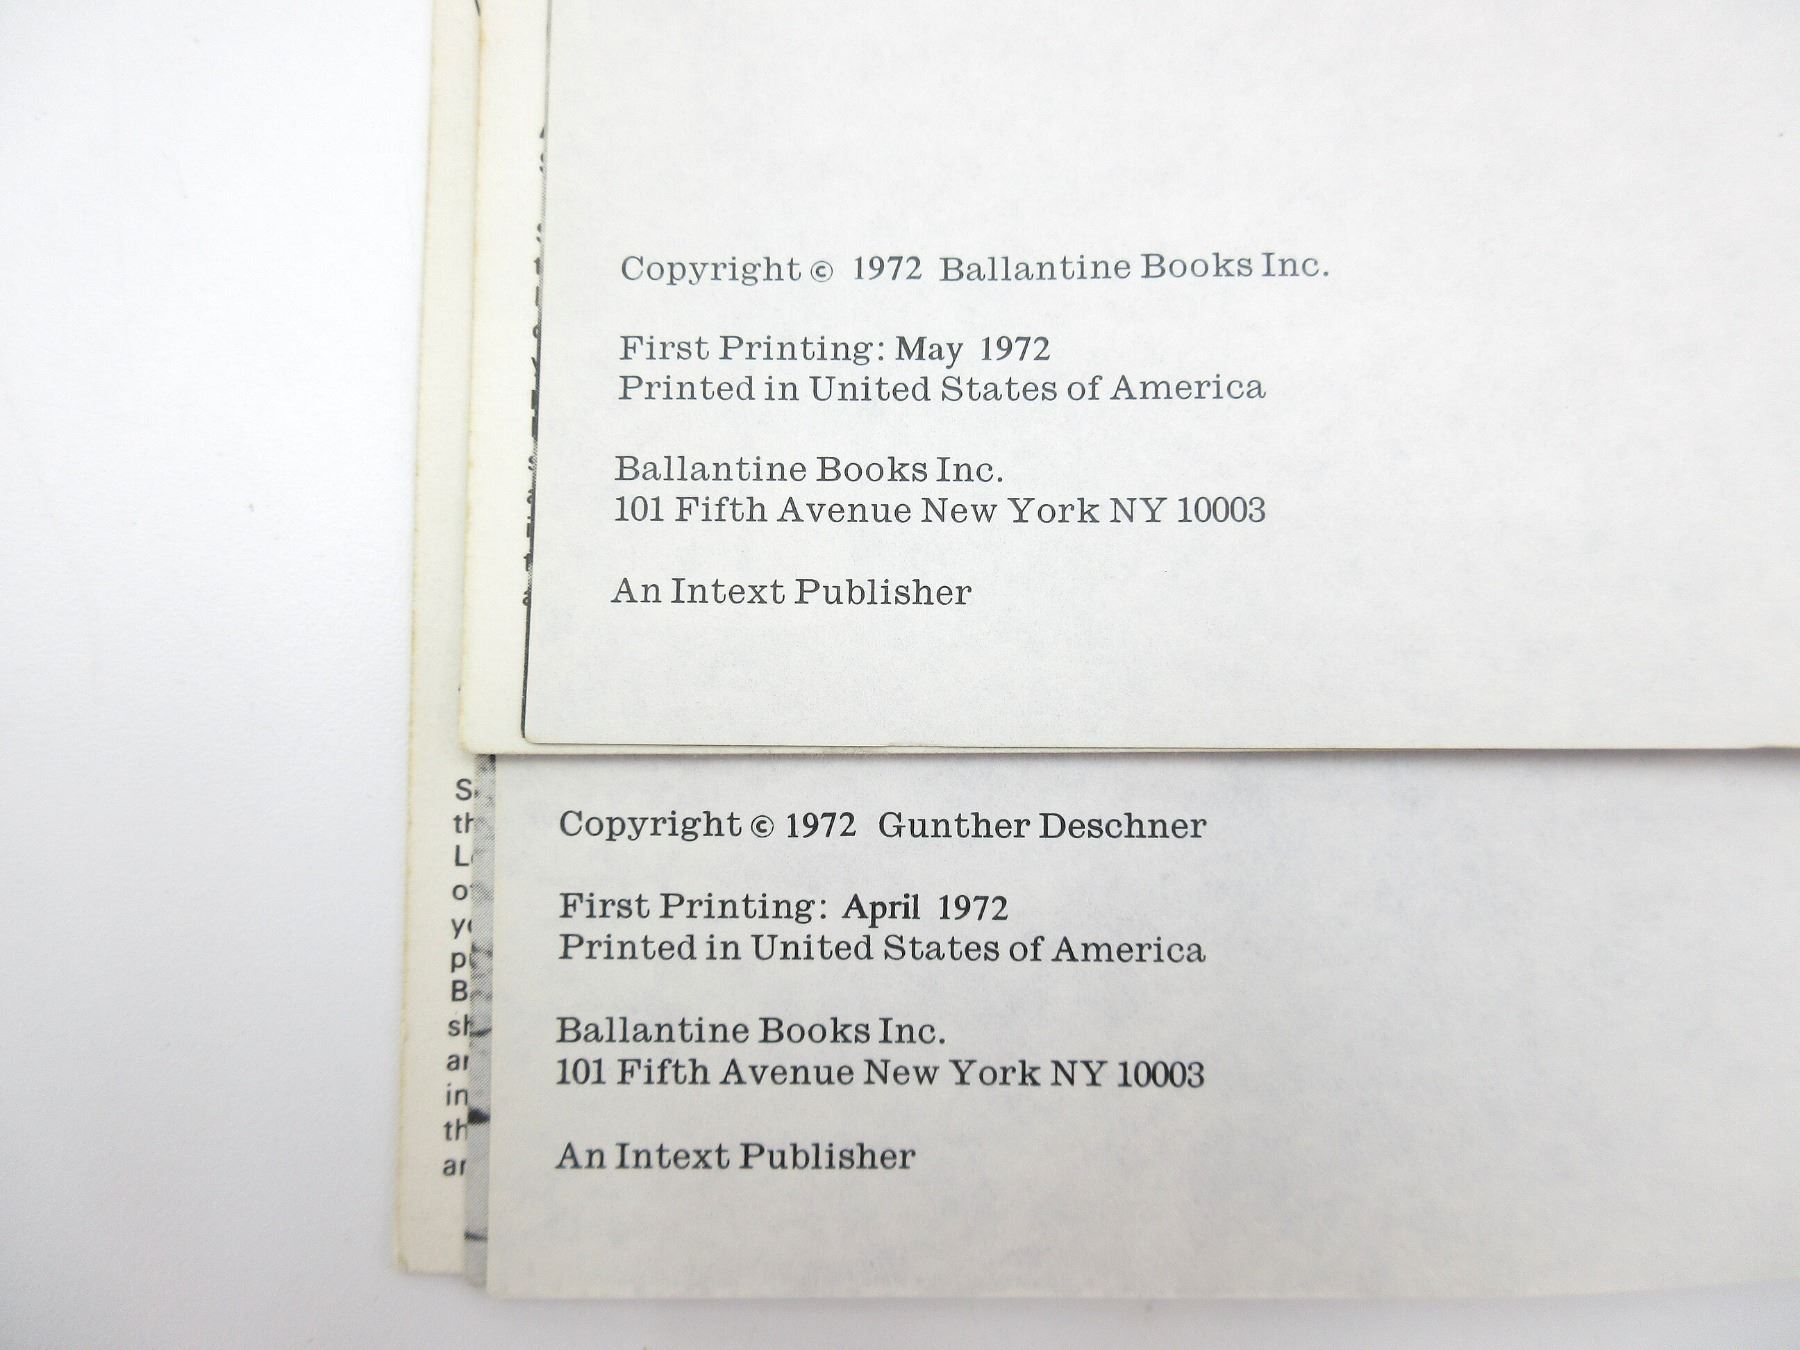 Copyright © 1972 Ballantine Books Inc.
First Printing: May 1972
Printed in United States of America
Ballantine Books Inc.
101 Fifth Avenue New York NY 10003
An Intext Publisher
Copyright © 1972 Gunther Deschner
First Printing: April 1972
Printed in United States of America
Ballantine Books Inc.
101 Fifth Avenue New York NY 10003
An Intext Publisher